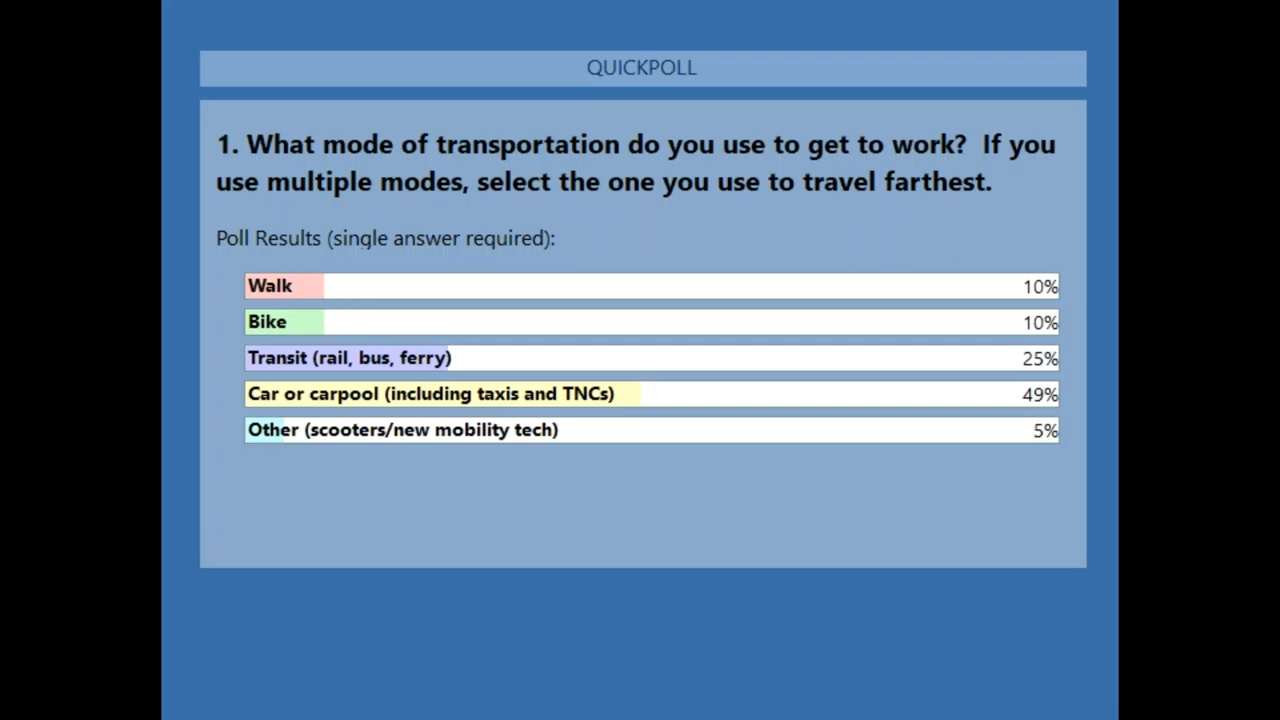 QUICKPOLL
1. What mode of transportation do you use to get to work?  If you
use multiple modes, select the one you use to travel farthest.
Poll Results (single answer required):
Walk 10%
Bike 10%
Transit (rail, bus, ferry) 25%
Car or carpool (including taxis and TNCs) 49%
Other (scooters/new mobility tech) 5%